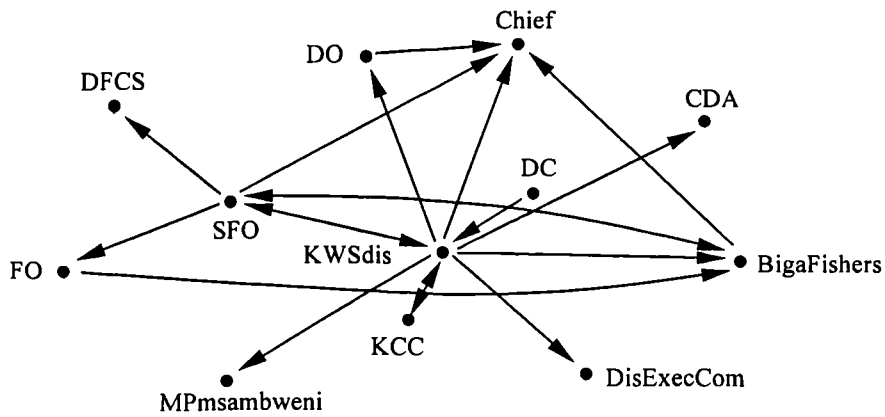 Chief
DO
DFCS
CDA
DC
SFO
KWSdis
FO
BigaFishers
KCC
DisExecCom
MPmsambweni